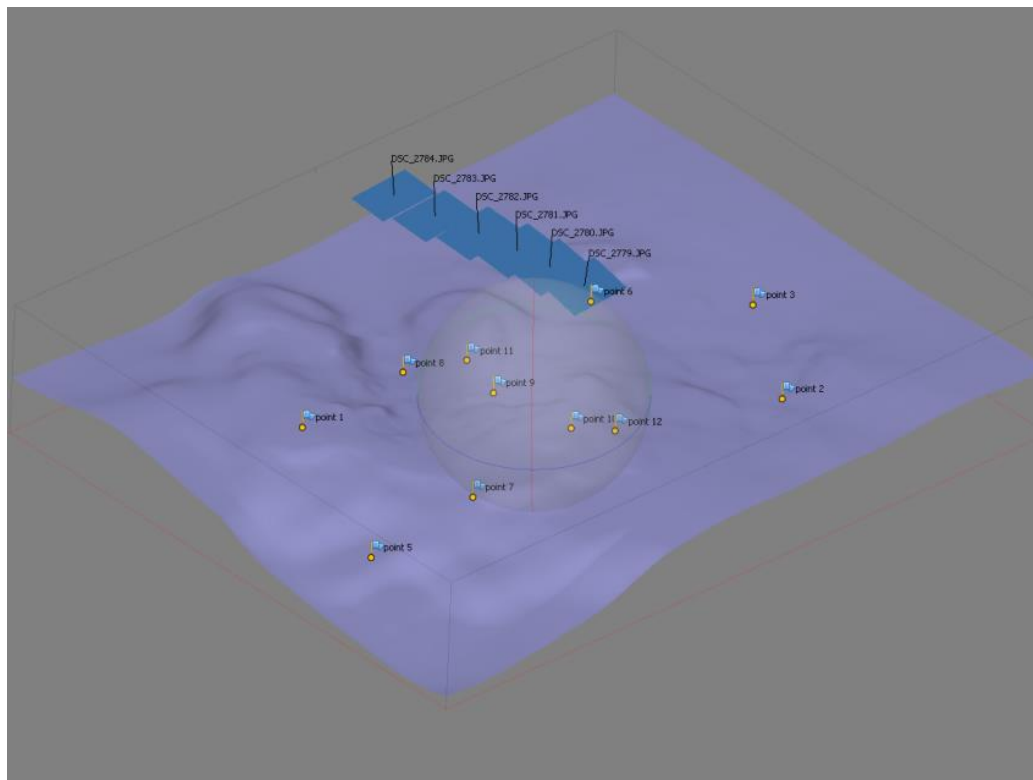 DSC_2784.JPG
DSC_2783.JPG
DSC_2782.JPG
DSC_2781.JPG
DSC_2780.JPG
DSC_2779.JPG
point 6
point 3
point 11
point 8
point 9
point 2
point 1
point 12
point 7
point 5